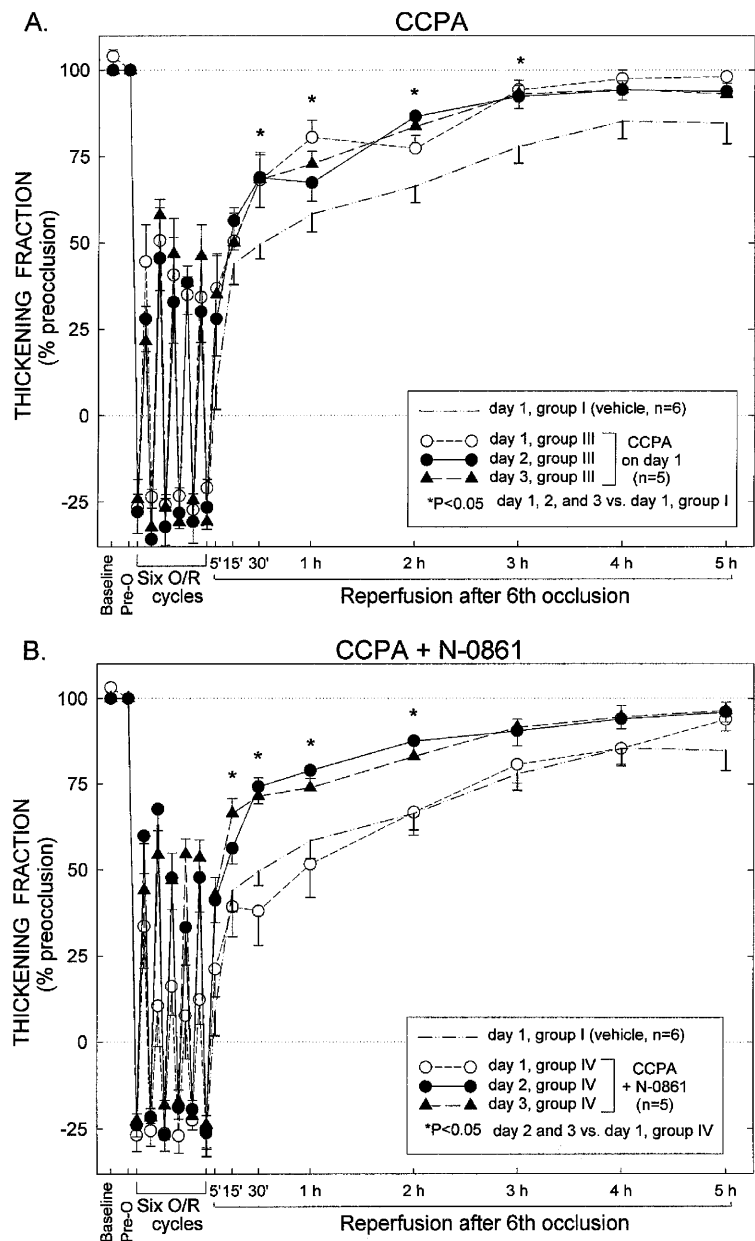 A.
CCPA
THICKENING FRACTION
(% preocclusion)
100
75
50
25
0
-25
* * * *
day 1, group I (vehicle, n=6)
day 1, group III
day 2, group III
day 3, group III
CCPA
on day 1
(n=5)
*P<0.05 day 1, 2, and 3 vs. day 1, group I
Baseline
Pre-O
Six O/R
cycles
5' 15' 30' 1 h 2 h 3 h 4 h 5 h
Reperfusion after 6th occlusion
B.
CCPA + N-0861
THICKENING FRACTION
(% preocclusion)
100
75
50
25
0
-25
* * * *
day 1, group I (vehicle, n=6)
day 1, group IV
day 2, group IV
day 3, group IV
CCPA
+ N-0861
(n=5)
*P<0.05 day 2 and 3 vs. day 1, group IV
Baseline
Pre-O
Six O/R
cycles
5' 15' 30' 1 h 2 h 3 h 4 h 5 h
Reperfusion after 6th occlusion